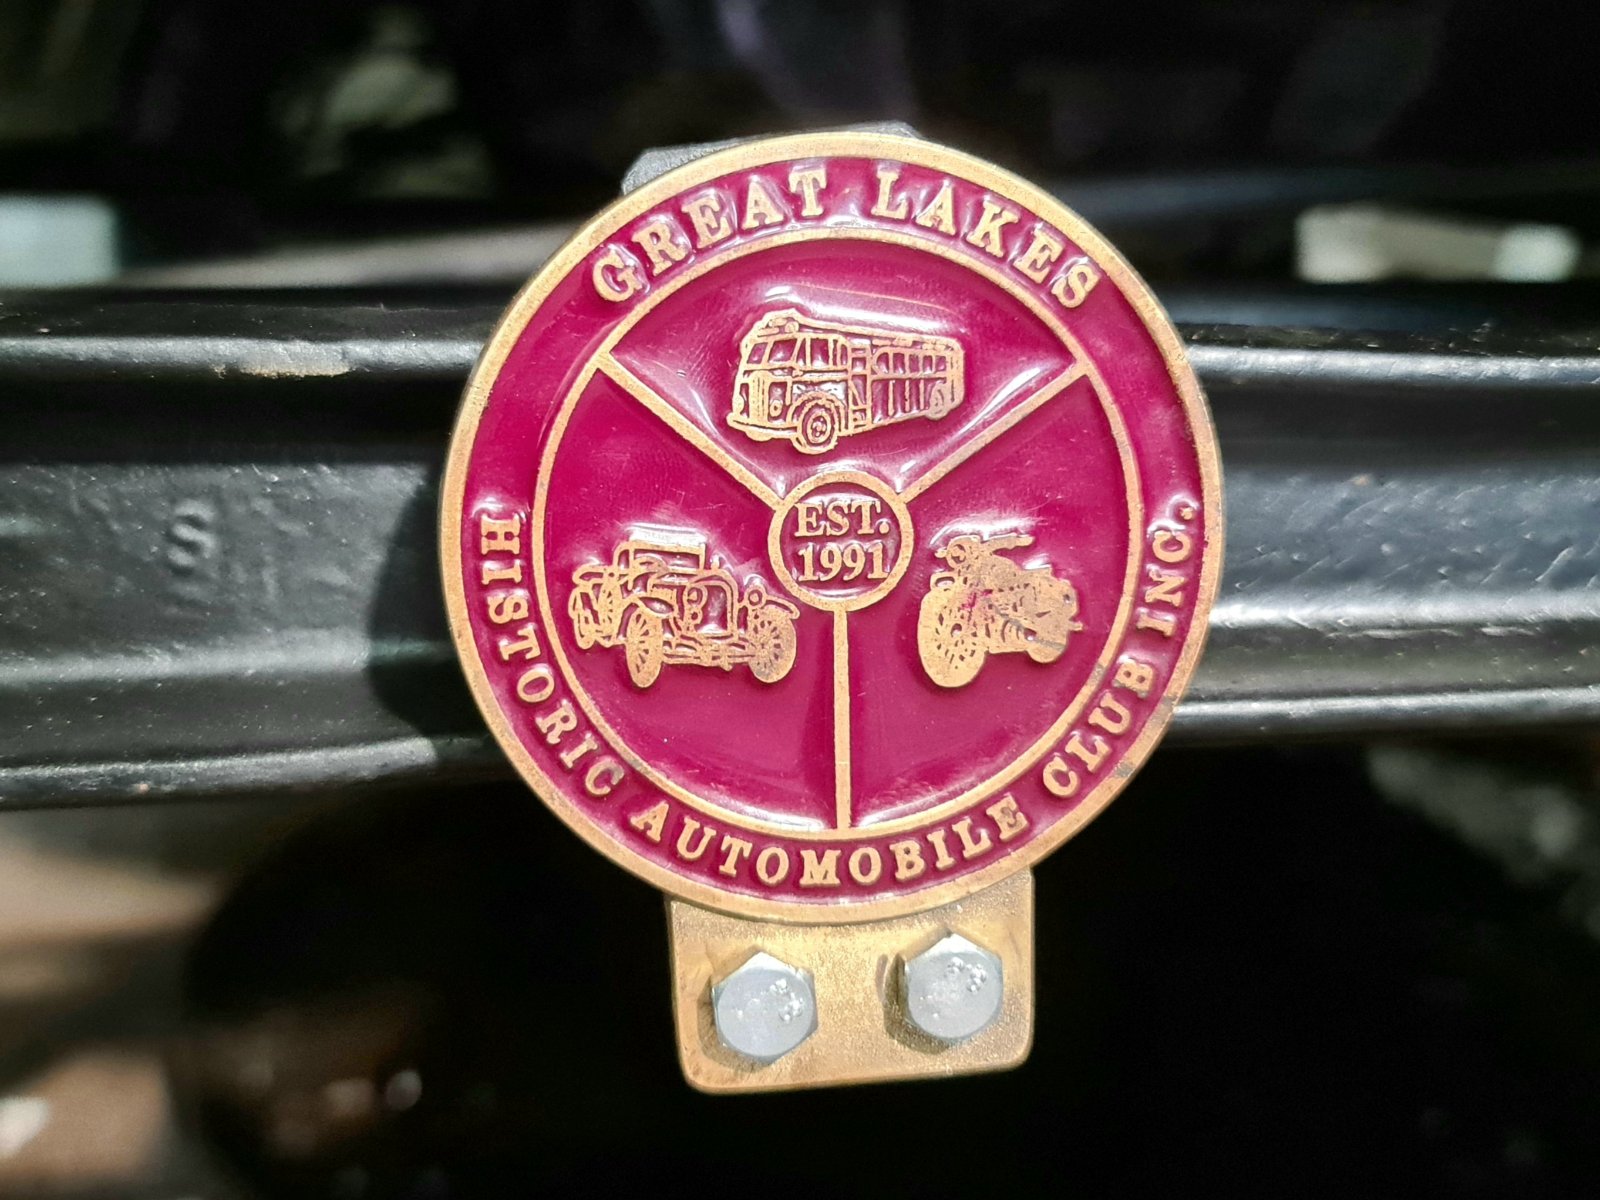 GREAT LAKES
EST.
1991
HISTORIC AUTOMOBILE CLUB INC.
S